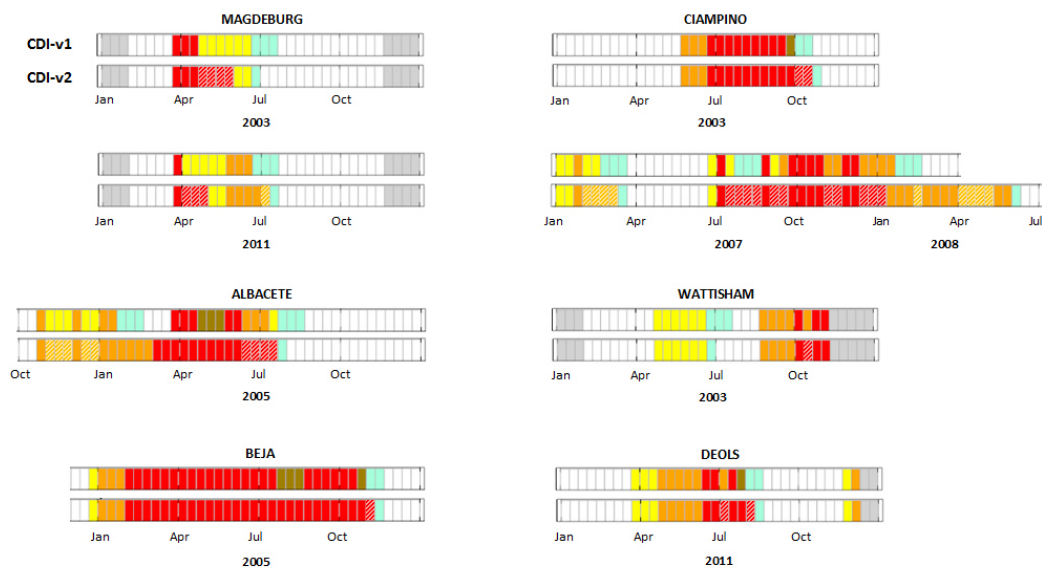 MAGDEBURG CIAMPINO
CDI-v1
CDI-v2
Jan Apr Jul Oct Jan Apr Jul Oct
2003 2003
Jan Apr Jul Oct Jan Apr Jul Oct Jan Apr Jul
2011 2007 2008
ALBACETE WATTISHAM
Oct Jan Apr Jul Oct Jan Apr Jul Oct
2005 2003
BEJA DEOLS
Jan Apr Jul Oct Jan Apr Jul Oct
2005 2011